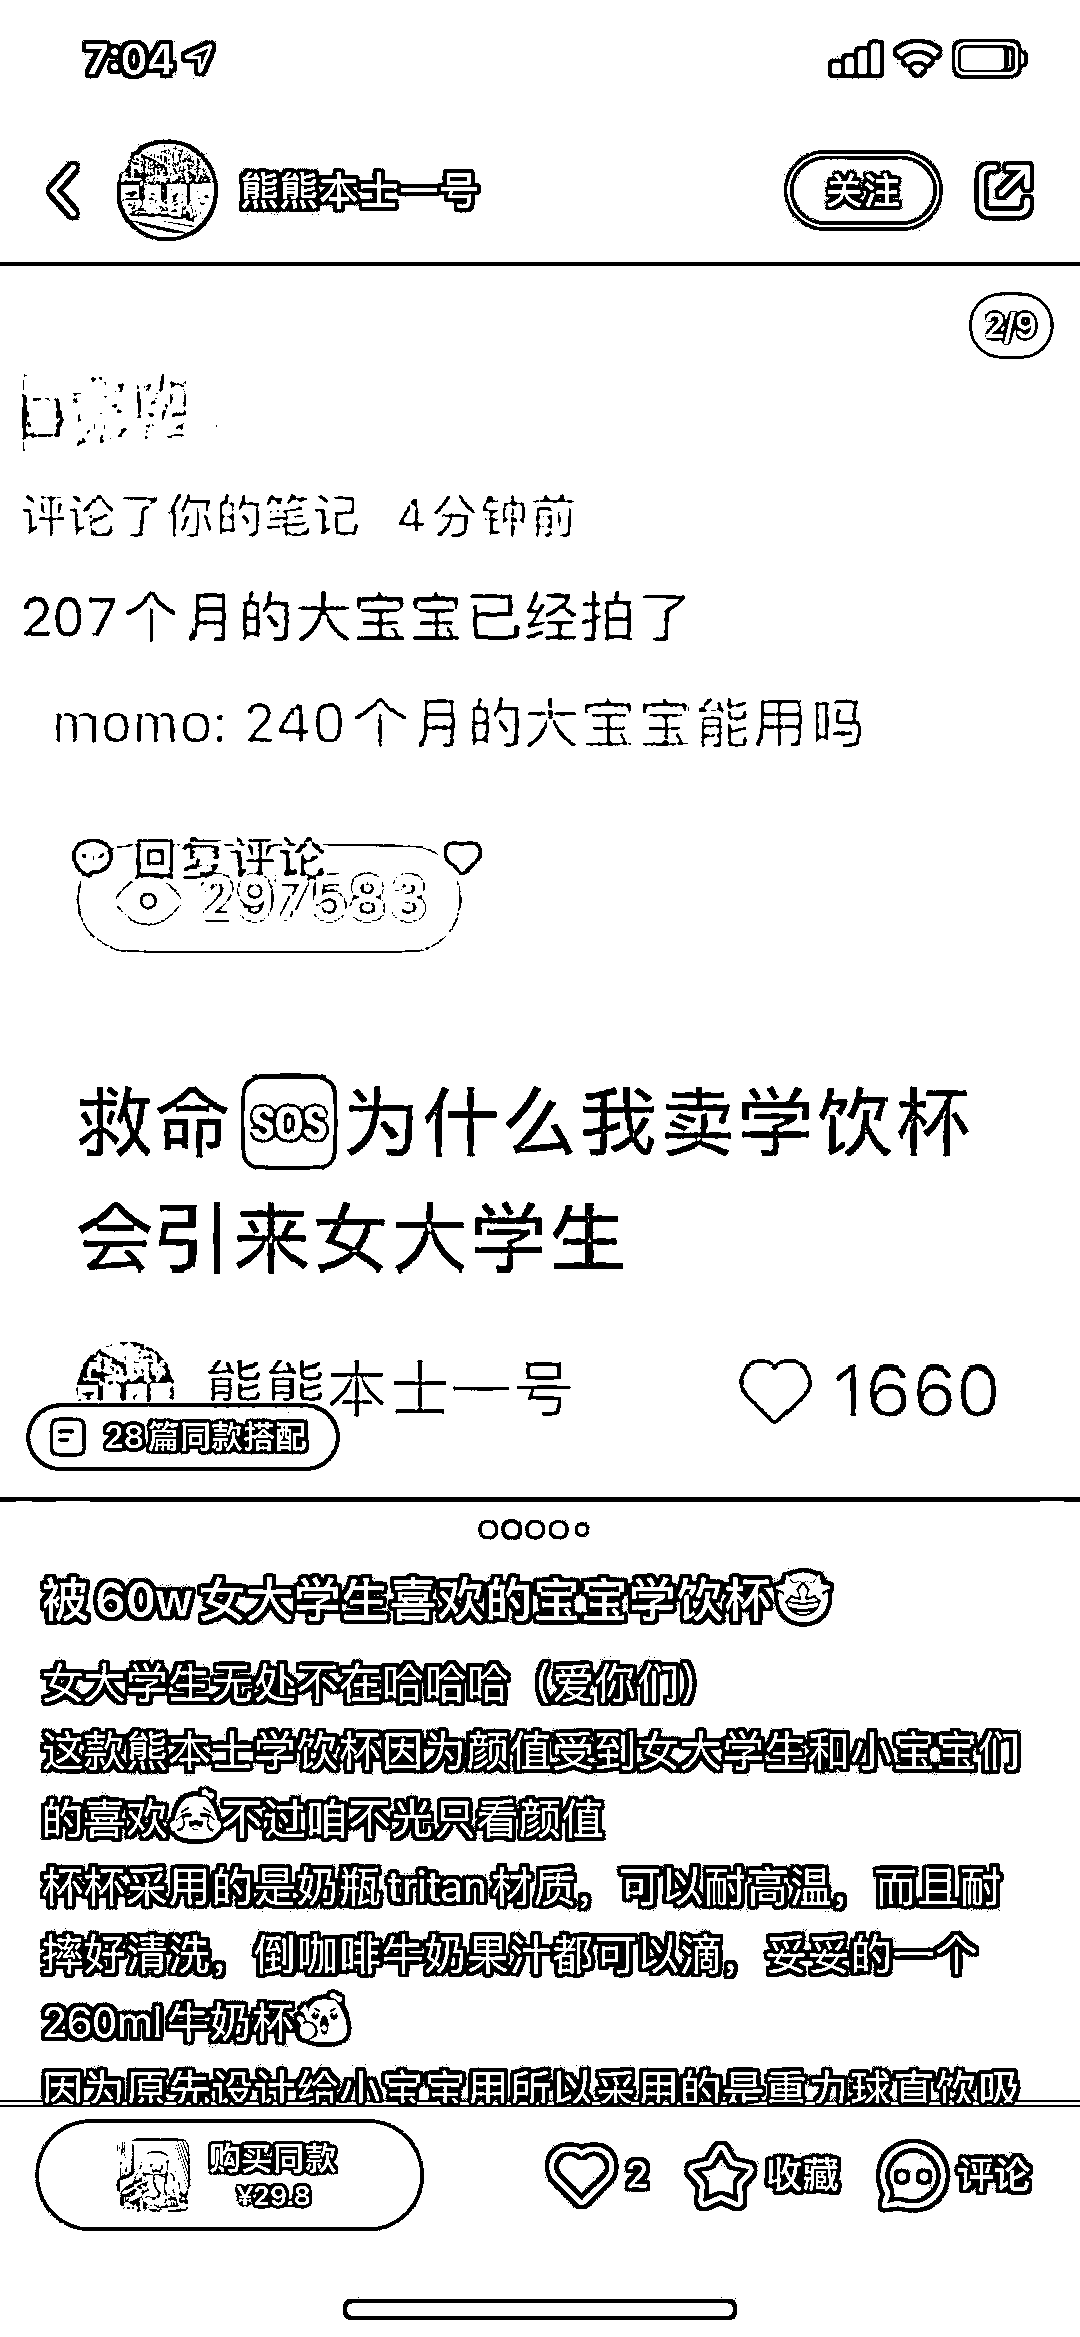 7:04
熊熊本士一号
关注
2/9
评论了你的笔记 4分钟前
207个月的大宝宝已经拍了
momo: 240个月的大宝宝能用吗
回复评论
297583
救命SOS为什么我卖学饮杯
会引来女大学生
熊熊本士一号
1660
28篇同款搭配
被60w女大学生喜欢的宝宝学饮杯
女大学生无处不在哈哈哈（爱你们）
这款熊本士学饮杯因为颜值受到女大学生和小宝宝们
的喜欢不过咱不光只看颜值
杯杯采用的是奶瓶tritan材质，可以耐高温，而且耐
摔好清洗，倒咖啡牛奶果汁都可以滴，妥妥的一个
260ml牛奶杯
因为原先设计给小宝宝用所以采用的是重力球直饮吸
购买同款
¥29.8
2
收藏
评论